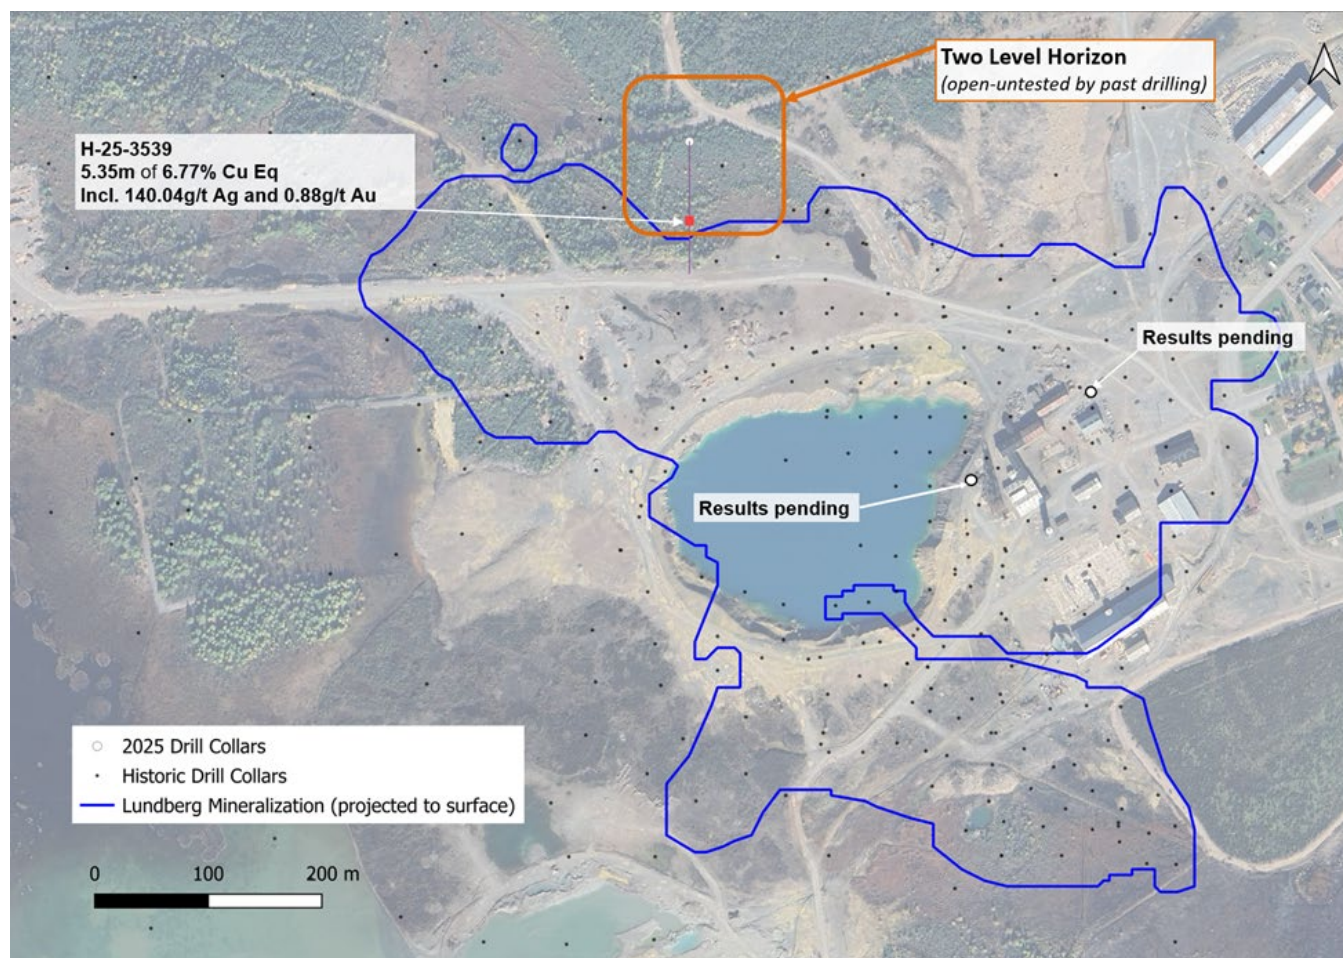 Two Level Horizon
(open-untested by past drilling)
H-25-3539
5.35m of 6.77% Cu Eq
Incl. 140.04g/t Ag and 0.88g/t Au
Results pending
Results pending
2025 Drill Collars
Historic Drill Collars
Lundberg Mineralization (projected to surface)
0 100 200 m